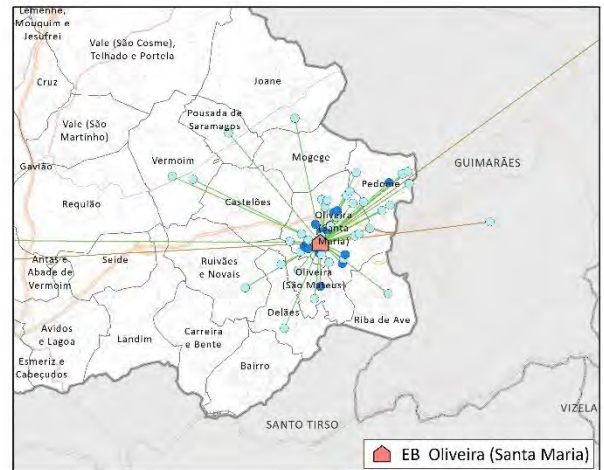 Lemenhe,
Mouquim e
Jesufrei
Vale (São Cosme),
Telhado e Portela
Joane
Cruz
Pousada de
Saramagos
Vale (São
Martinho)
Vermoim
Mogege
GUIMARÃES
Gavião
Pedome
Requião
Castelões
Oliveira
(Santa
Maria)
Antas e
Abade de
Vermoim
Seide
Ruivães
e Novais
Oliveira
(São Mateus)
Avidos
e Lagoa
Landim
Carreira
e Bente
Delães
Riba de Ave
Esmeriz e
Cabeçudos
Bairro
SANTO TIRSO
VIZELA
EB Oliveira (Santa Maria)